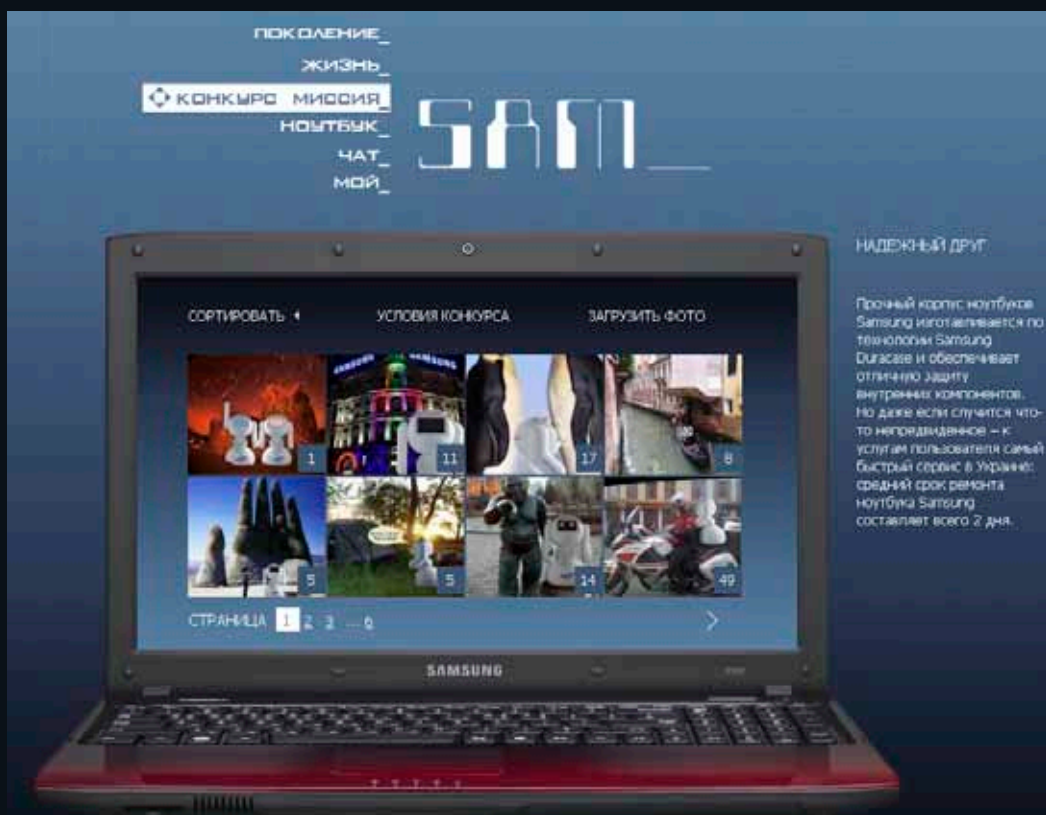 ПОКОЛЕНИЕ_
ЖИЗНЬ_
КОНКУРС МИССИЯ_
НОУТБУК_
ЧАТ_
МОЙ_
SAM_
НАДЕЖНЫЙ ДРУГ
Прочный корпус ноутбуков
Samsung изготавливается по
технологии Samsung
Duracase и обеспечивает
отличную защиту
внутренних компонентов.
Но даже если случится что-
то непредвиденное – к
услугам пользователя самый
быстрый сервис в Украине:
средний срок ремонта
ноутбука Samsung
составляет всего 2 дня.
СОРТИРОВАТЬ
УСЛОВИЯ КОНКУРСА
ЗАГРУЗИТЬ ФОТО
SAMSUNG
1
11
17
8
5
5
14
49
СТРАНИЦА 1 2 3 ... 6
SAMSUNG